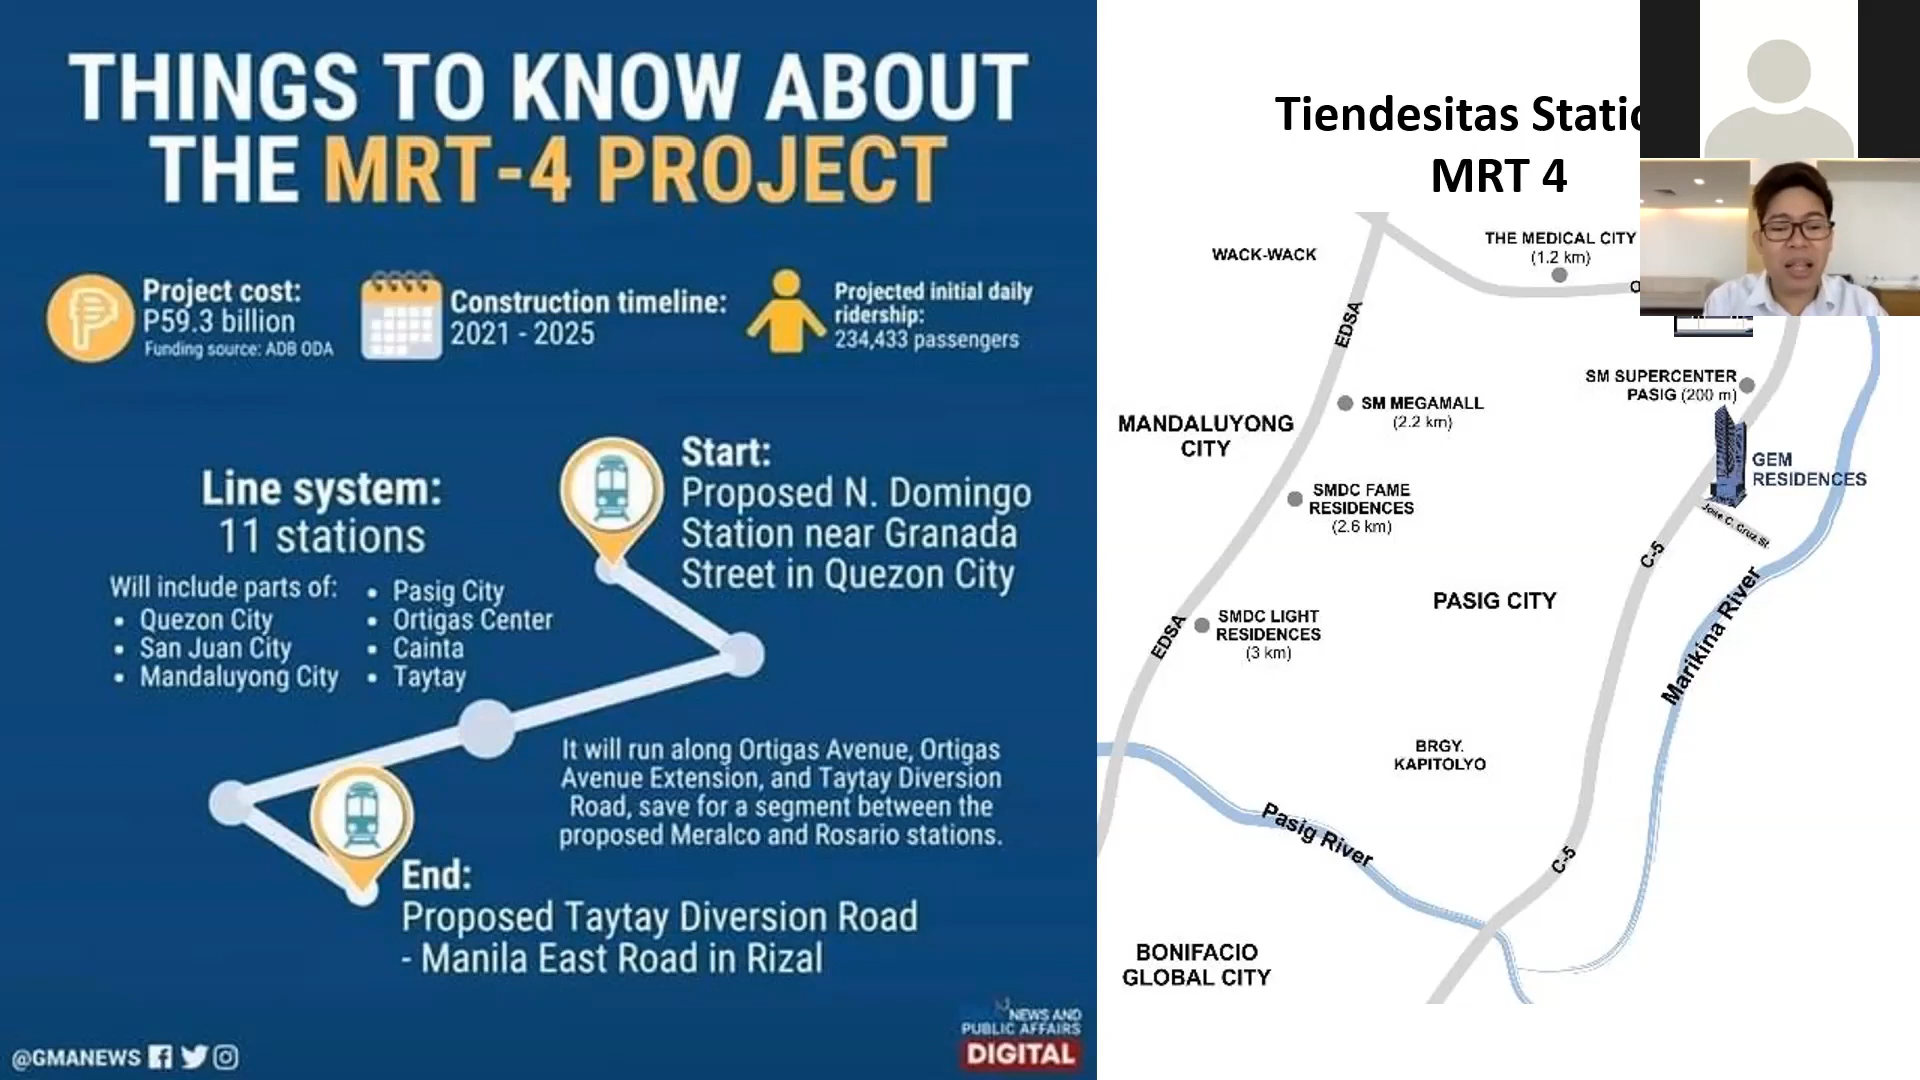 THINGS TO KNOW ABOUT
THE MRT-4 PROJECT
Project cost:
P59.3 billion
Funding source: ADB ODA
Construction timeline:
2021 - 2025
Projected initial daily
ridership:
234,433 passengers
Line system:
11 stations
Will include parts of:
• Quezon City
• San Juan City
• Mandaluyong City
• Pasig City
• Ortigas Center
• Cainta
• Taytay
Start:
Proposed N. Domingo
Station near Granada
Street in Quezon City
It will run along Ortigas Avenue, Ortigas
Avenue Extension, and Taytay Diversion
Road, save for a segment between the
proposed Meralco and Rosario stations.
End:
Proposed Taytay Diversion Road
- Manila East Road in Rizal
@GMANEWS
NEWS AND
PUBLIC AFFAIRS
DIGITAL
Tiendesitas Statio
MRT 4
WACK-WACK
THE MEDICAL CITY
(1.2 km)
O
EDSA
SM SUPERCENTER
PASIG (200 m)
SM MEGAMALL
(2.2 km)
MANDALUYONG
CITY
GEM
RESIDENCES
SMDC FAME
RESIDENCES
(2.6 km)
Jose C. Cruz St.
C-5
PASIG CITY
SMDC LIGHT
RESIDENCES
(3 km)
EDSA
Marikina River
BRGY.
KAPITOLYO
Pasig River
C-5
BONIFACIO
GLOBAL CITY